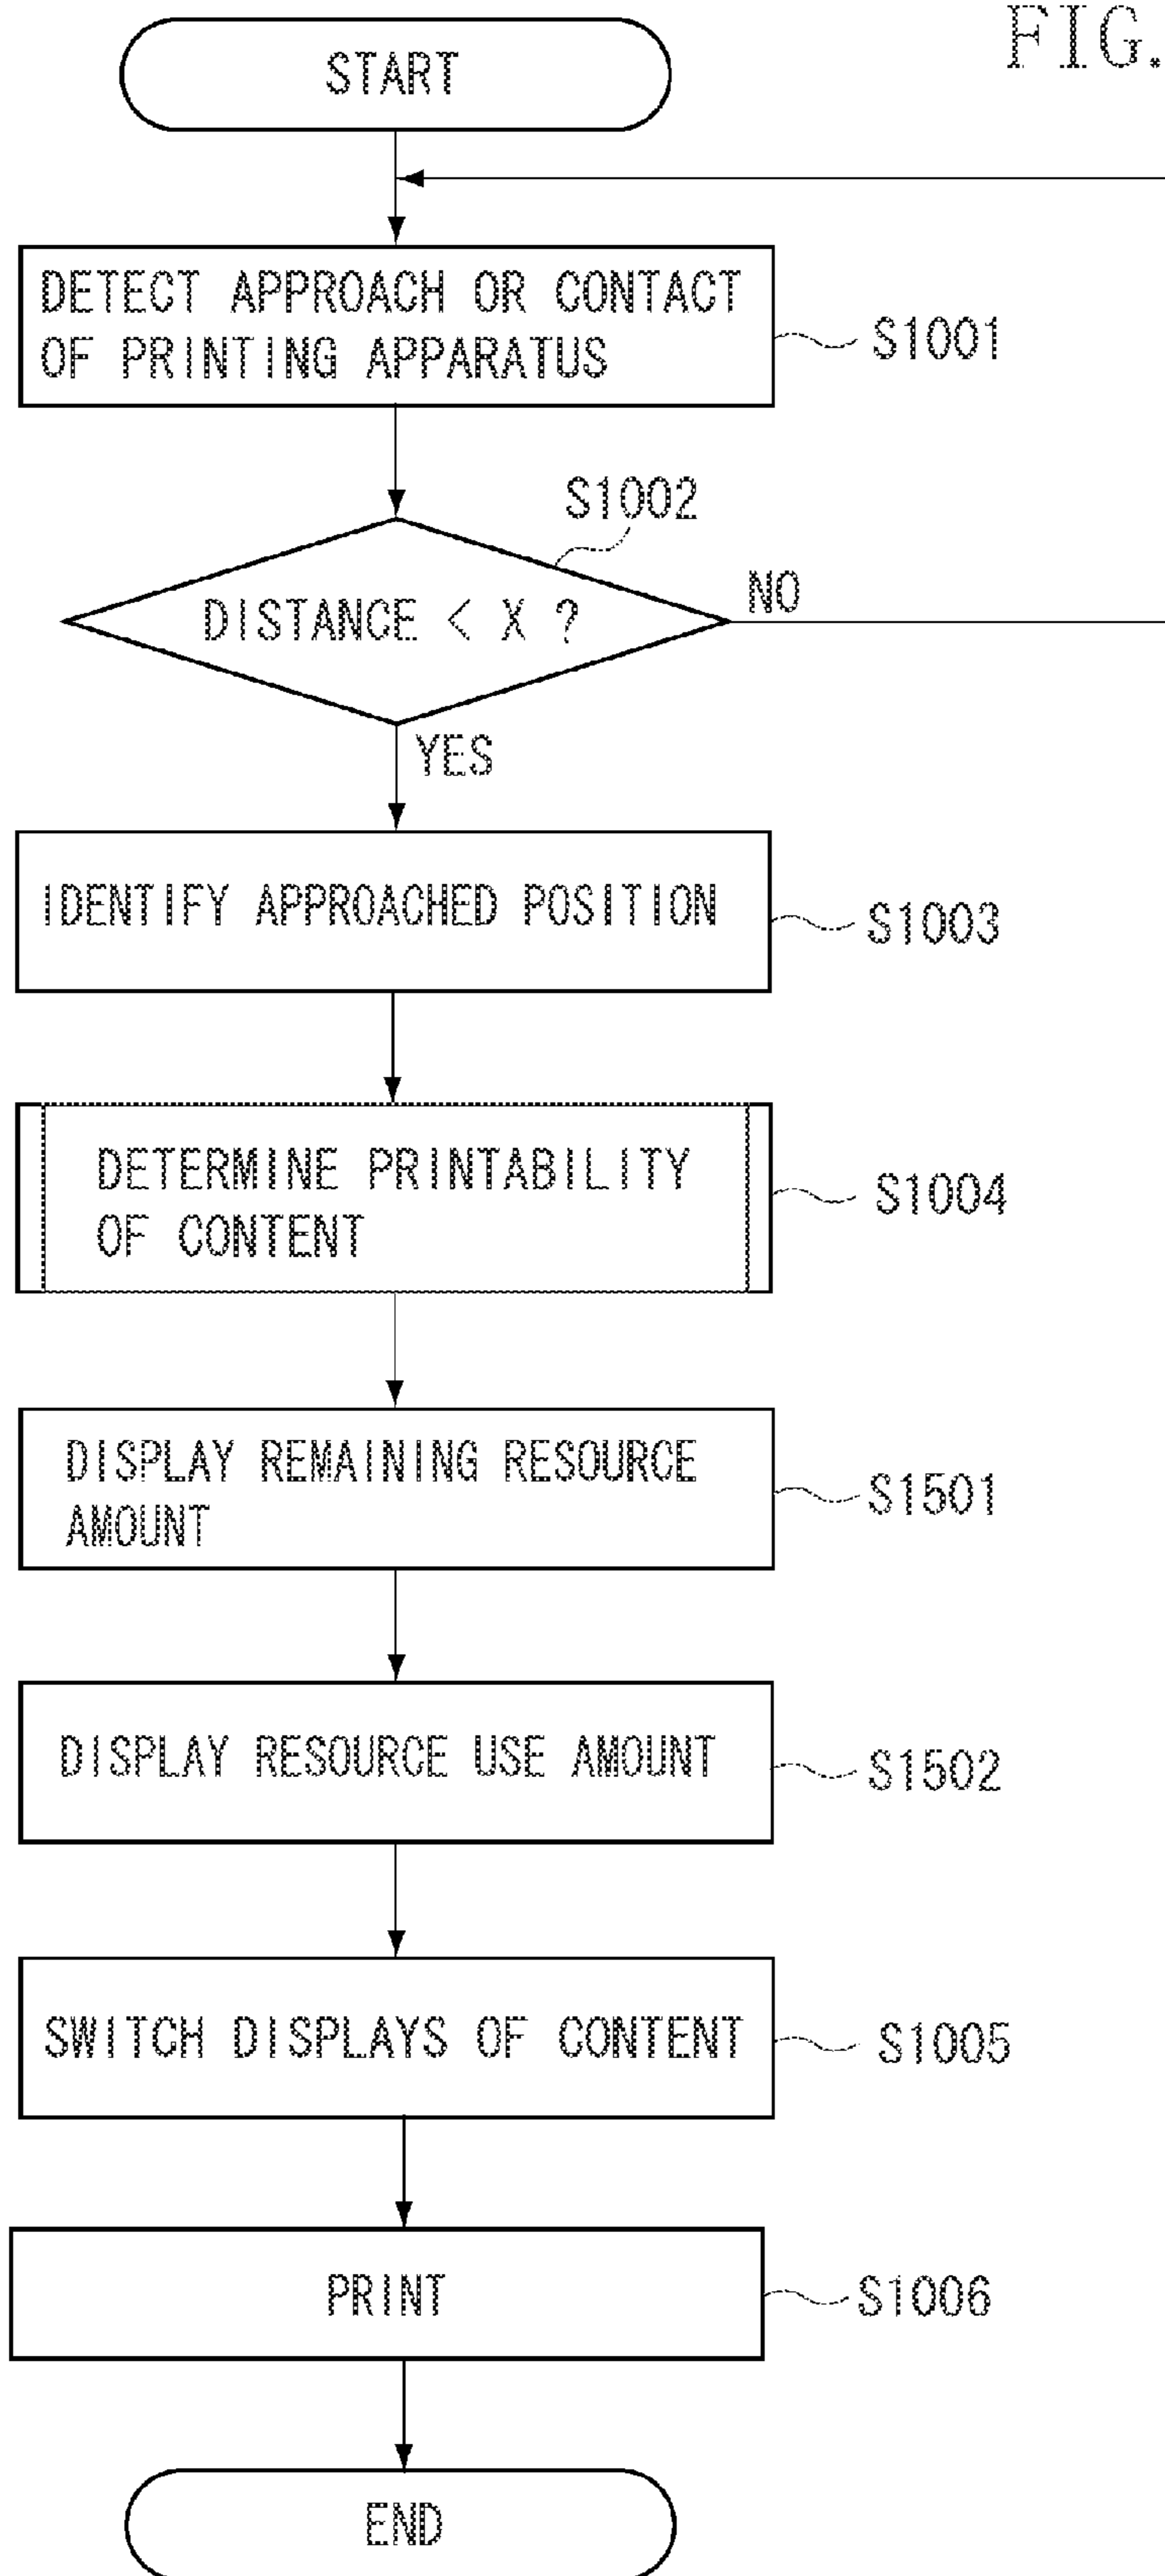 FIG.
START
DETECT APPROACH OR CONTACT
OF PRINTING APPARATUS
S1001
S1002
DISTANCE < X ?
NO
YES
IDENTIFY APPROACHED POSITION
S1003
DETERMINE PRINTABILITY
OF CONTENT
S1004
DISPLAY REMAINING RESOURCE
AMOUNT
S1501
DISPLAY RESOURCE USE AMOUNT
S1502
SWITCH DISPLAYS OF CONTENT
S1005
PRINT
S1006
END